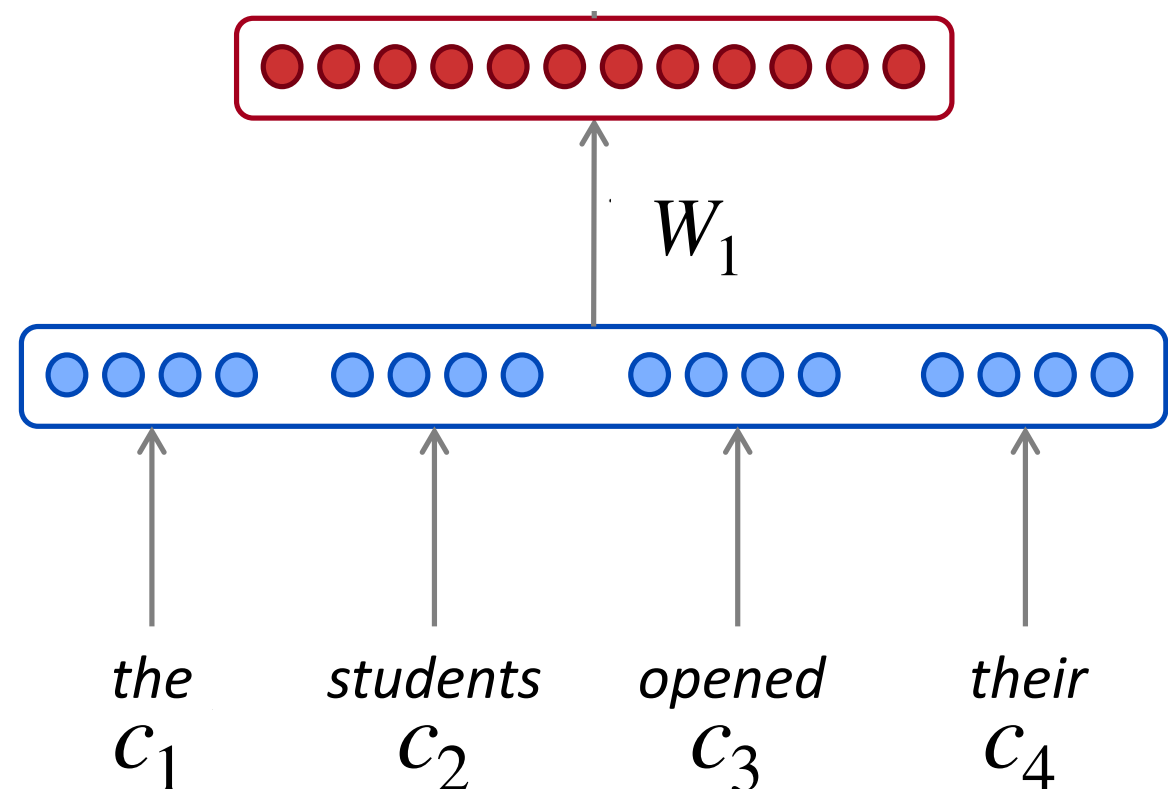 W₁
the students opened their
c₁ c₂ c₃ c₄